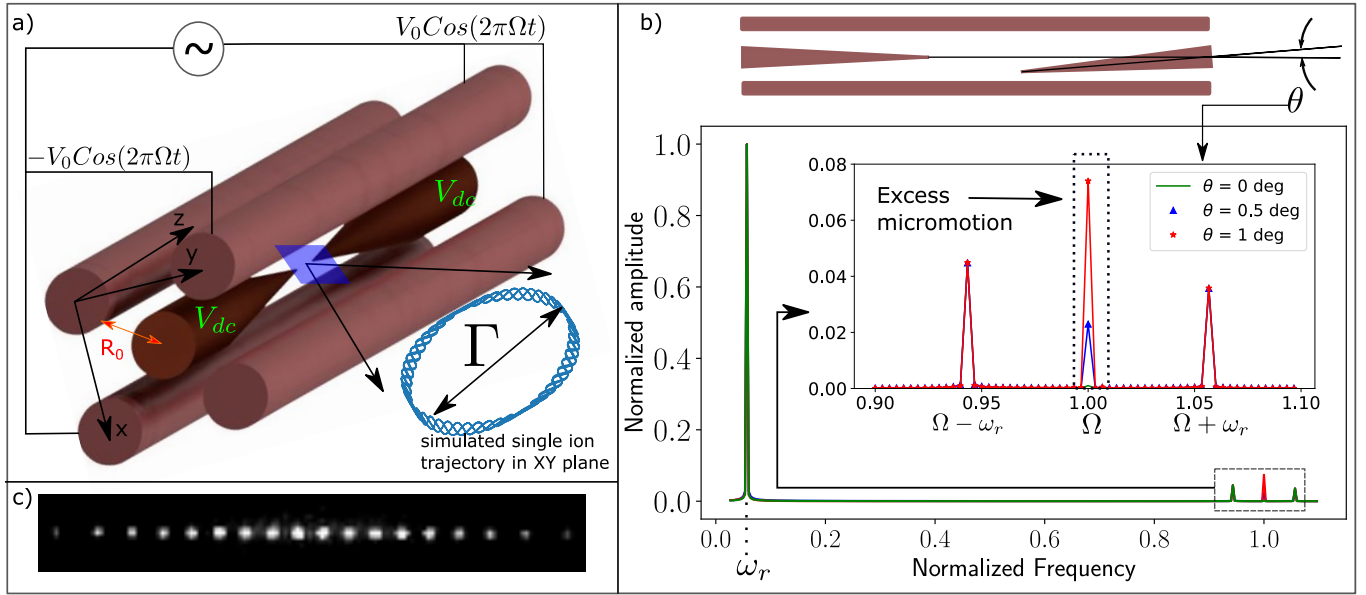 a)
V₀Cos(2πΩt)
~
−V₀Cos(2πΩt)
V_dc
z
y
V_dc
R₀
x
Γ
simulated single ion
trajectory in XY plane
c)
b)
θ
Normalized amplitude
1.0
0.8
0.6
0.4
0.2
0.0
0.08
0.06
0.04
0.02
0.00
Excess
micromotion
θ = 0 deg
θ = 0.5 deg
θ = 1 deg
0.90 0.95 1.00 1.05 1.10
Ω − ω_r Ω Ω + ω_r
0.0 0.2 0.4 0.6 0.8 1.0
ω_r
Normalized Frequency